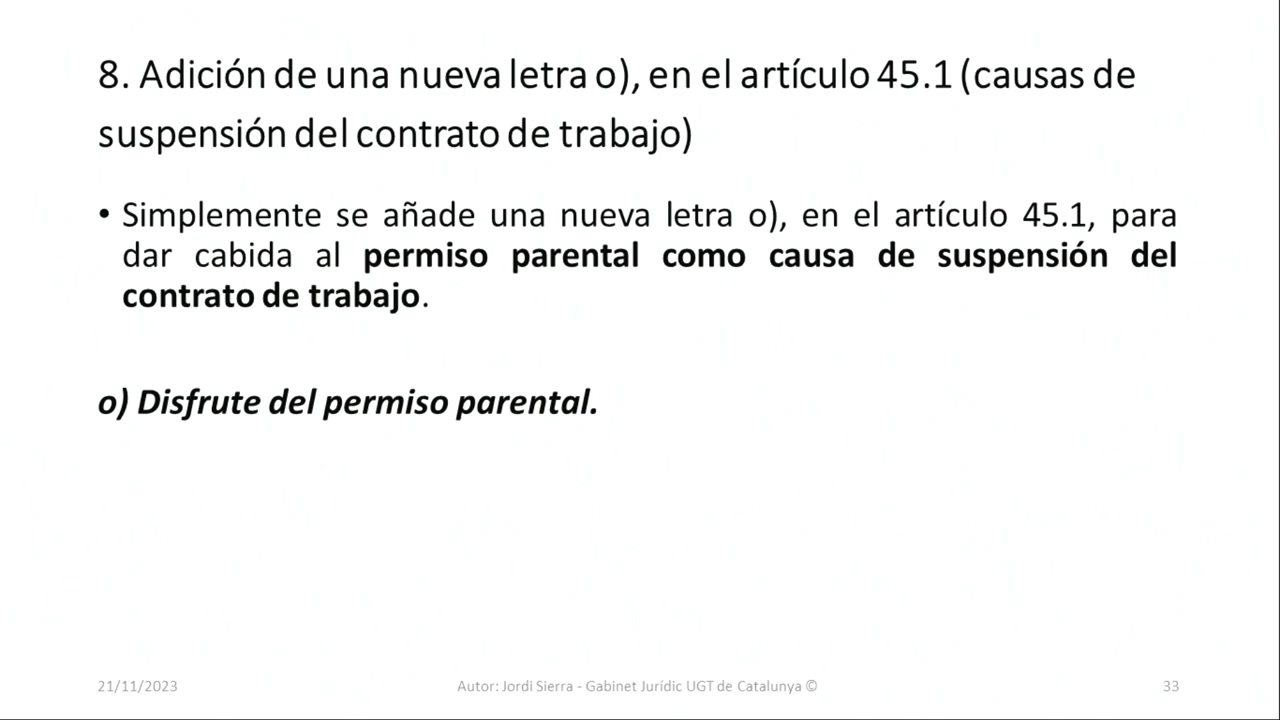 8. Adición de una nueva letra o), en el artículo 45.1 (causas de
suspensión del contrato de trabajo)
• Simplemente se añade una nueva letra o), en el artículo 45.1, para
dar cabida al permiso parental como causa de suspensión del
contrato de trabajo.
o) Disfrute del permiso parental.
21/11/2023
Autor: Jordi Sierra - Gabinet Jurídic UGT de Catalunya ©
33